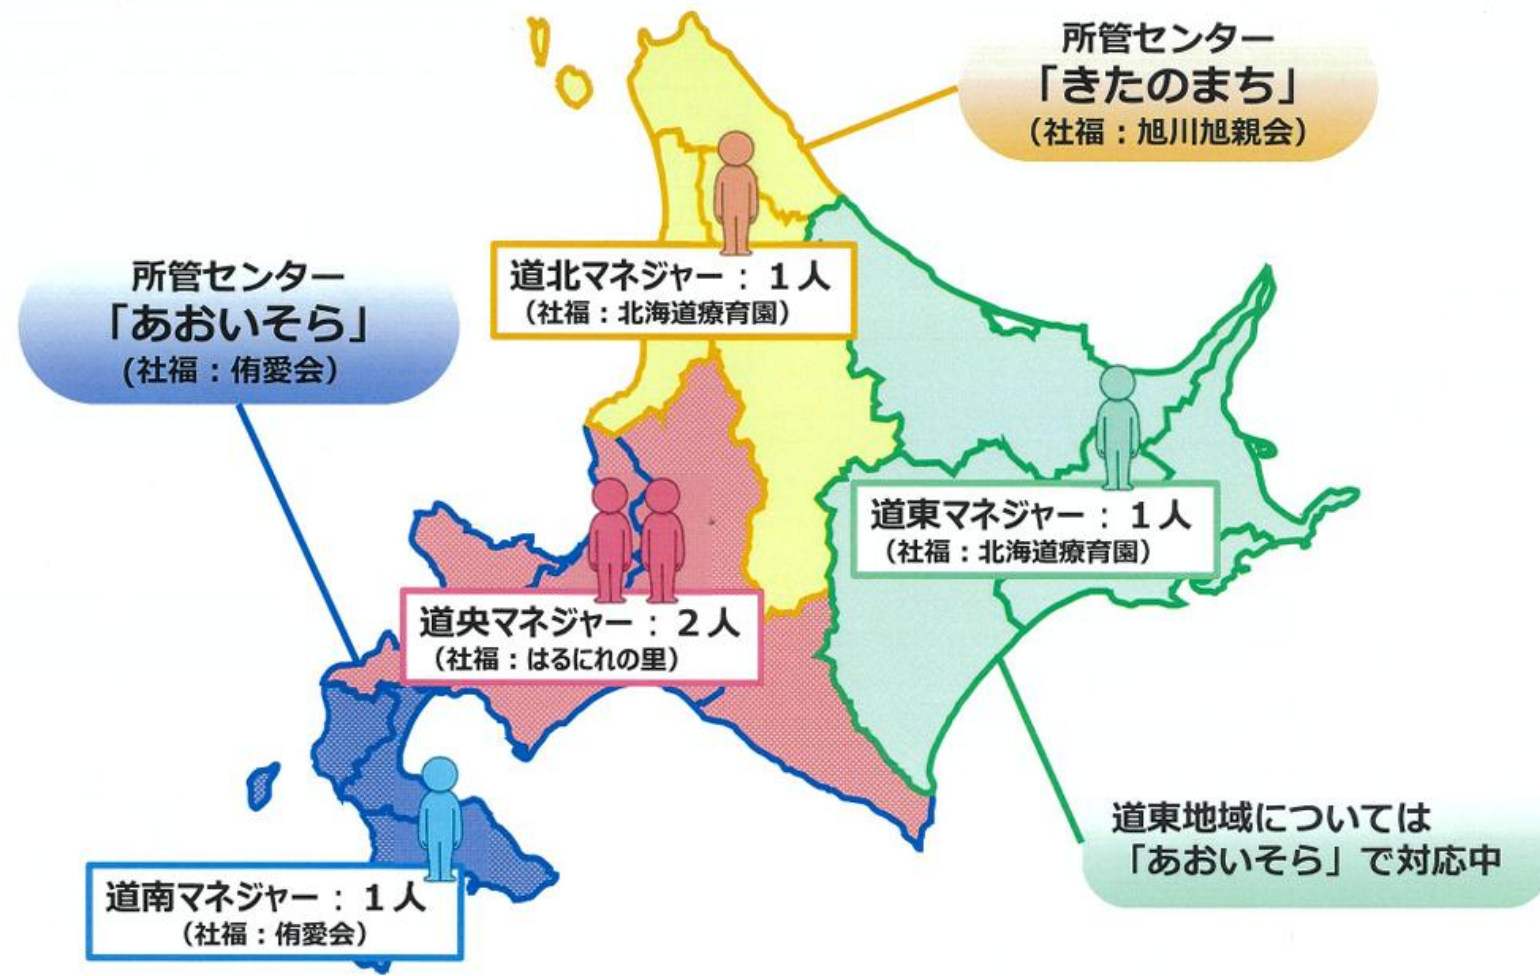 所管センター
「きたのまち」
（社福：旭川旭親会）
所管センター
「あおいそら」
（社福：侑愛会）
道北マネジャー：１人
（社福：北海道療育園）
道東マネジャー：１人
（社福：北海道療育園）
道央マネジャー：２人
（社福：はるにれの里）
道東地域については
「あおいそら」で対応中
道南マネジャー：１人
（社福：侑愛会）